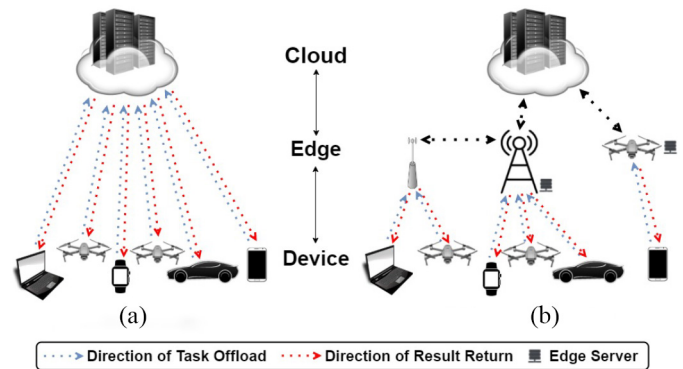 Cloud
Edge
Device
(a)
(b)
Direction of Task Offload
Direction of Result Return
Edge Server